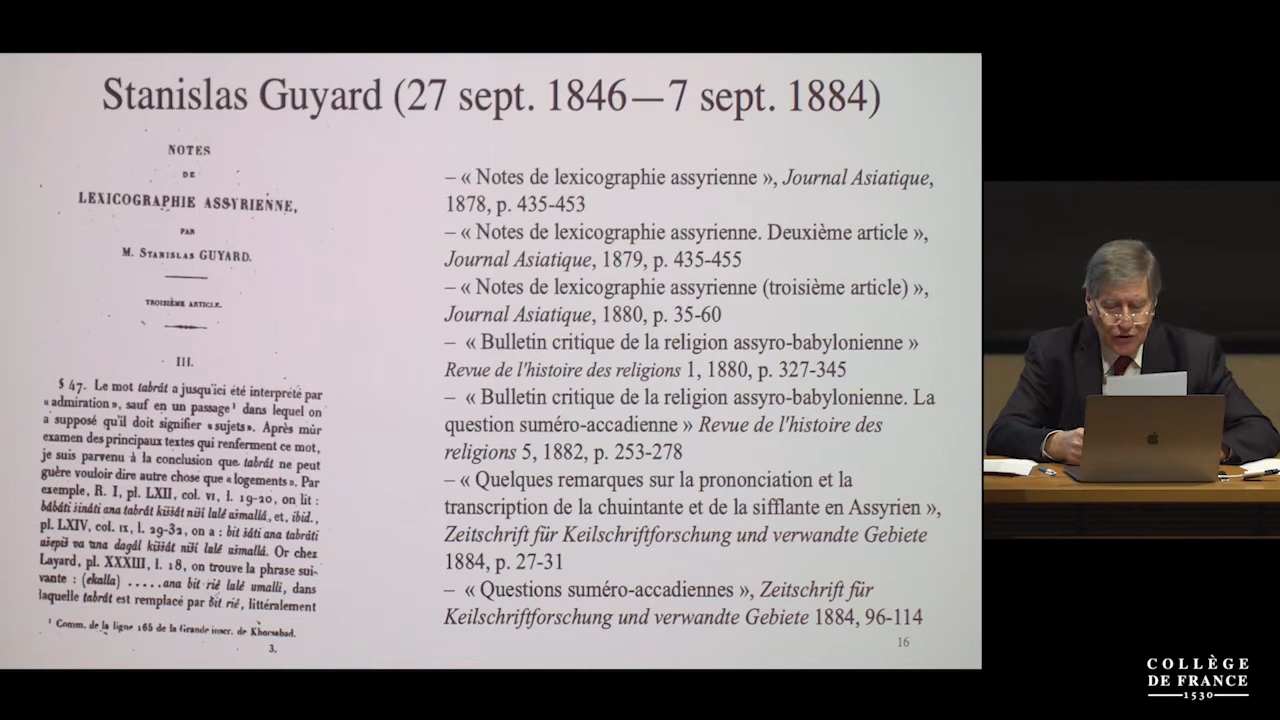 Stanislas Guyard (27 sept. 1846—7 sept. 1884)
NOTES
DE
LEXICOGRAPHIE ASSYRIENNE,
PAR
M. STANISLAS GUYARD.
TROISIÈME ARTICLE.
III.
§ 47. Le mot tabrât a jusqu'ici été interprété par
« admiration », sauf en un passage¹ dans lequel on
a supposé qu'il doit signifier « sujets ». Après mûr
examen des principaux textes qui renferment ce mot,
je suis parvenu à la conclusion que tabrât ne peut
guère vouloir dire autre chose que « logements ». Par
exemple, R. I, pl. LXII, col. VI, l. 19-20, on lit :
bâbâti šinâti ana tabrât kiššat niši lalê ušmallâ, et, ibid.,
pl. LXIV, col. IX, l. 29-32, on a : bit šâti ana tabrâti
ušepiš va ana dagâl kiššat niši lalê ušmallâ. Or chez
Layard, pl. XXXIII, l. 18, on trouve la phrase sui-
vante : (ekalla) .....ana bit rié lalê umalli, dans
laquelle tabrât est remplacé par bit rié, littéralement
¹ Comm. de la ligne 165 de la Grande inscr. de Khorsabad.
3.
– « Notes de lexicographie assyrienne », Journal Asiatique,
1878, p. 435-453
– « Notes de lexicographie assyrienne. Deuxième article »,
Journal Asiatique, 1879, p. 435-455
– « Notes de lexicographie assyrienne (troisième article) »,
Journal Asiatique, 1880, p. 35-60
– « Bulletin critique de la religion assyro-babylonienne »
Revue de l'histoire des religions 1, 1880, p. 327-345
– « Bulletin critique de la religion assyro-babylonienne. La
question suméro-accadienne » Revue de l'histoire des
religions 5, 1882, p. 253-278
– « Quelques remarques sur la prononciation et la
transcription de la chuintante et de la sifflante en Assyrien »,
Zeitschrift für Keilschriftforschung und verwandte Gebiete
1884, p. 27-31
– « Questions suméro-accadiennes », Zeitschrift für
Keilschriftforschung und verwandte Gebiete 1884, 96-114
16
COLLÈGE
DE FRANCE
1530